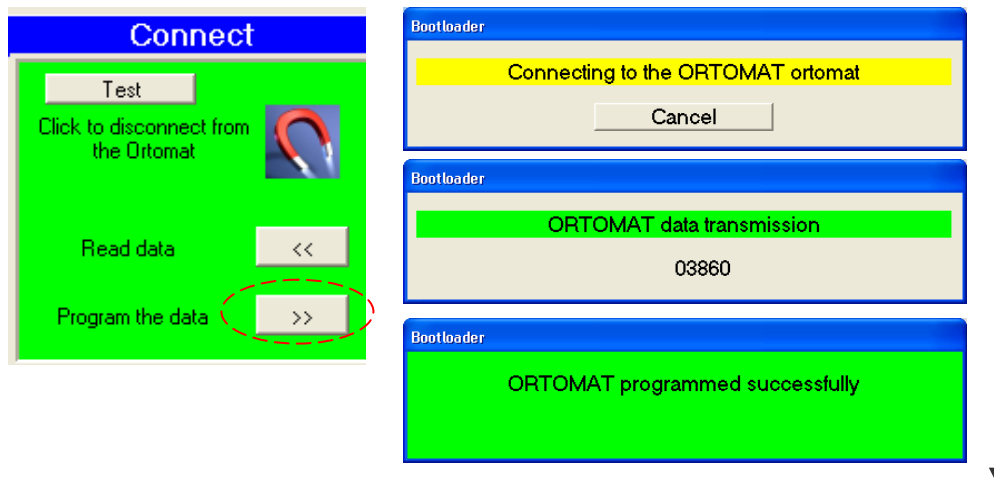 Connect
Test
Click to disconnect from
the Ortomat
Read data
<<
Program the data
>>
Bootloader
Connecting to the ORTOMAT ortomat
Cancel
Bootloader
ORTOMAT data transmission
03860
Bootloader
ORTOMAT programmed successfully